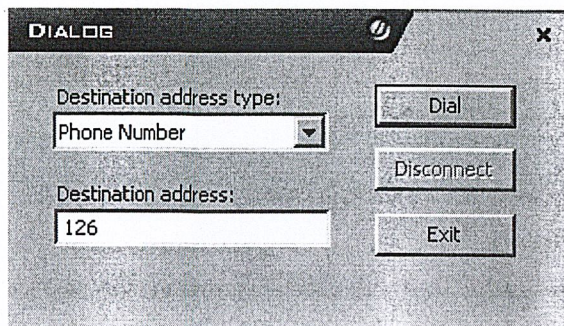 DIALOG
Destination address type:
Phone Number
Dial
Disconnect
Destination address:
126
Exit